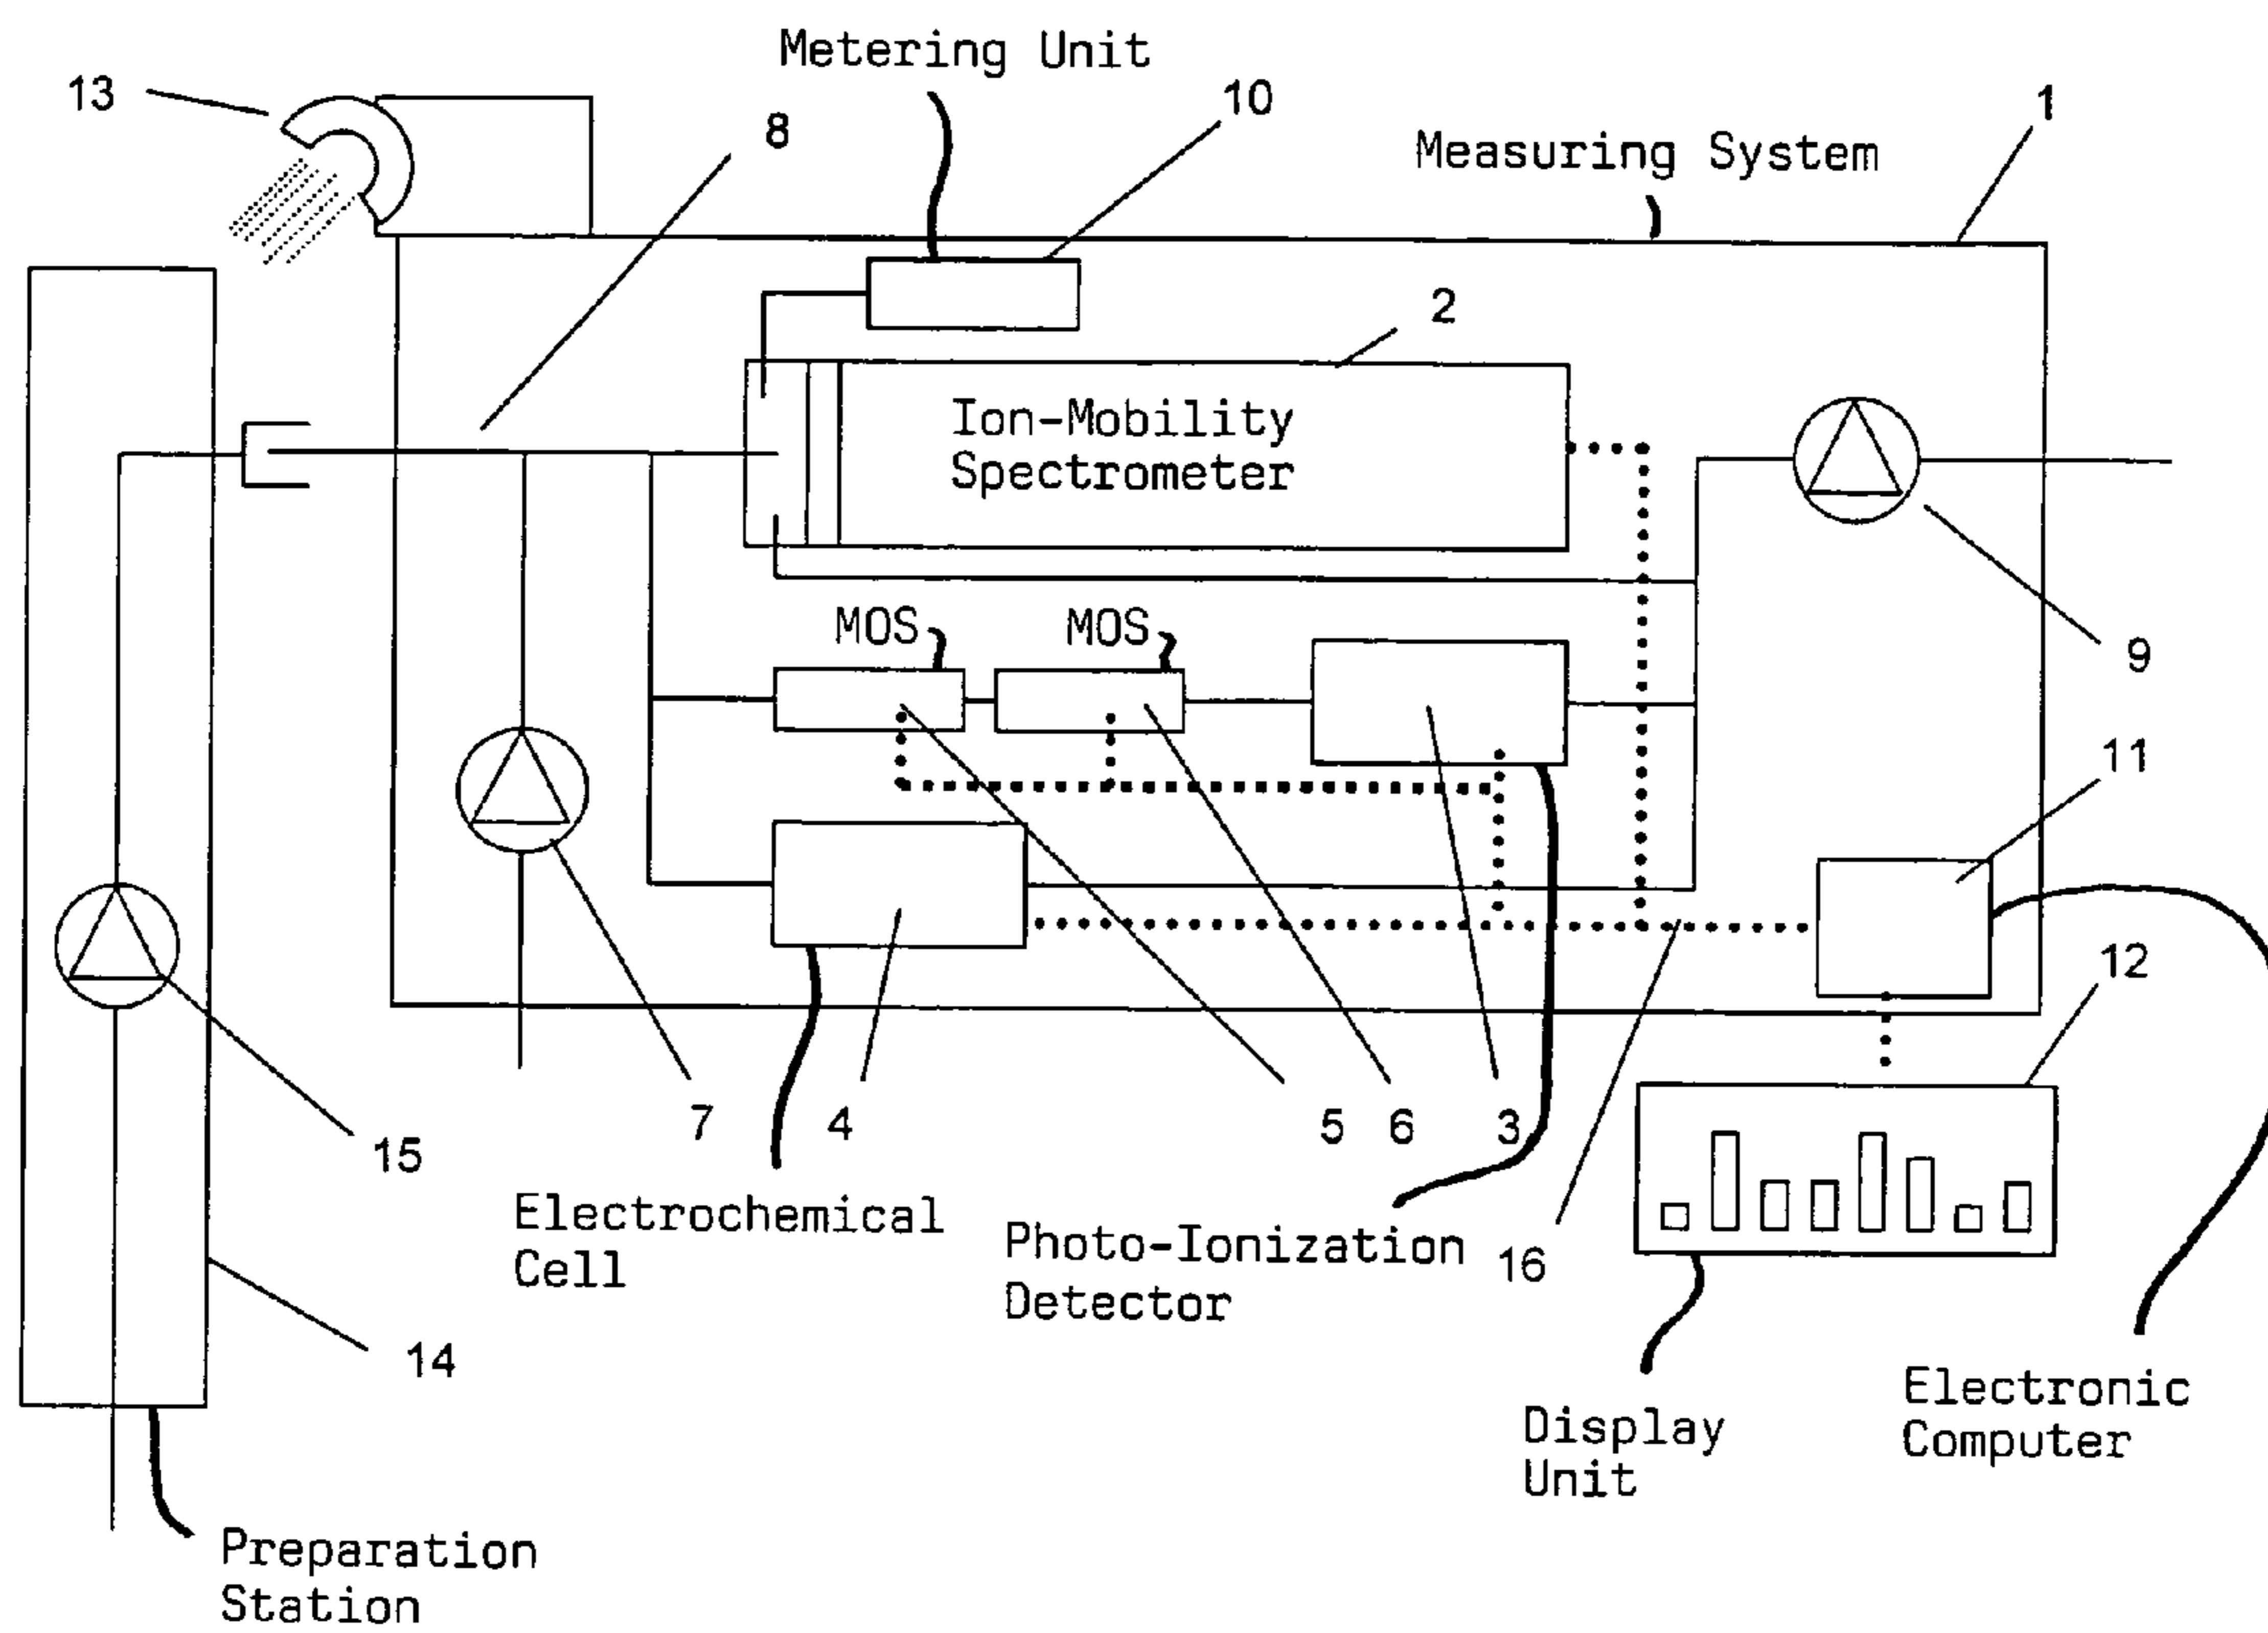 Metering Unit
13
10
8
1
Measuring System
2
Ion-Mobility
Spectrometer
MOS
MOS
9
11
12
7
4
5
6
3
15
Electrochemical
Cell
Photo-Ionization
Detector
16
14
Electronic
Computer
Display
Unit
Preparation
Station